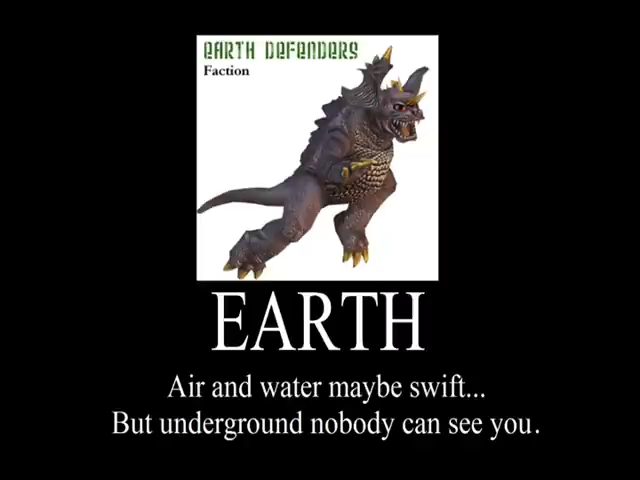 EARTH DEFENDERS
Faction
EARTH
Air and water maybe swift...
But underground nobody can see you.